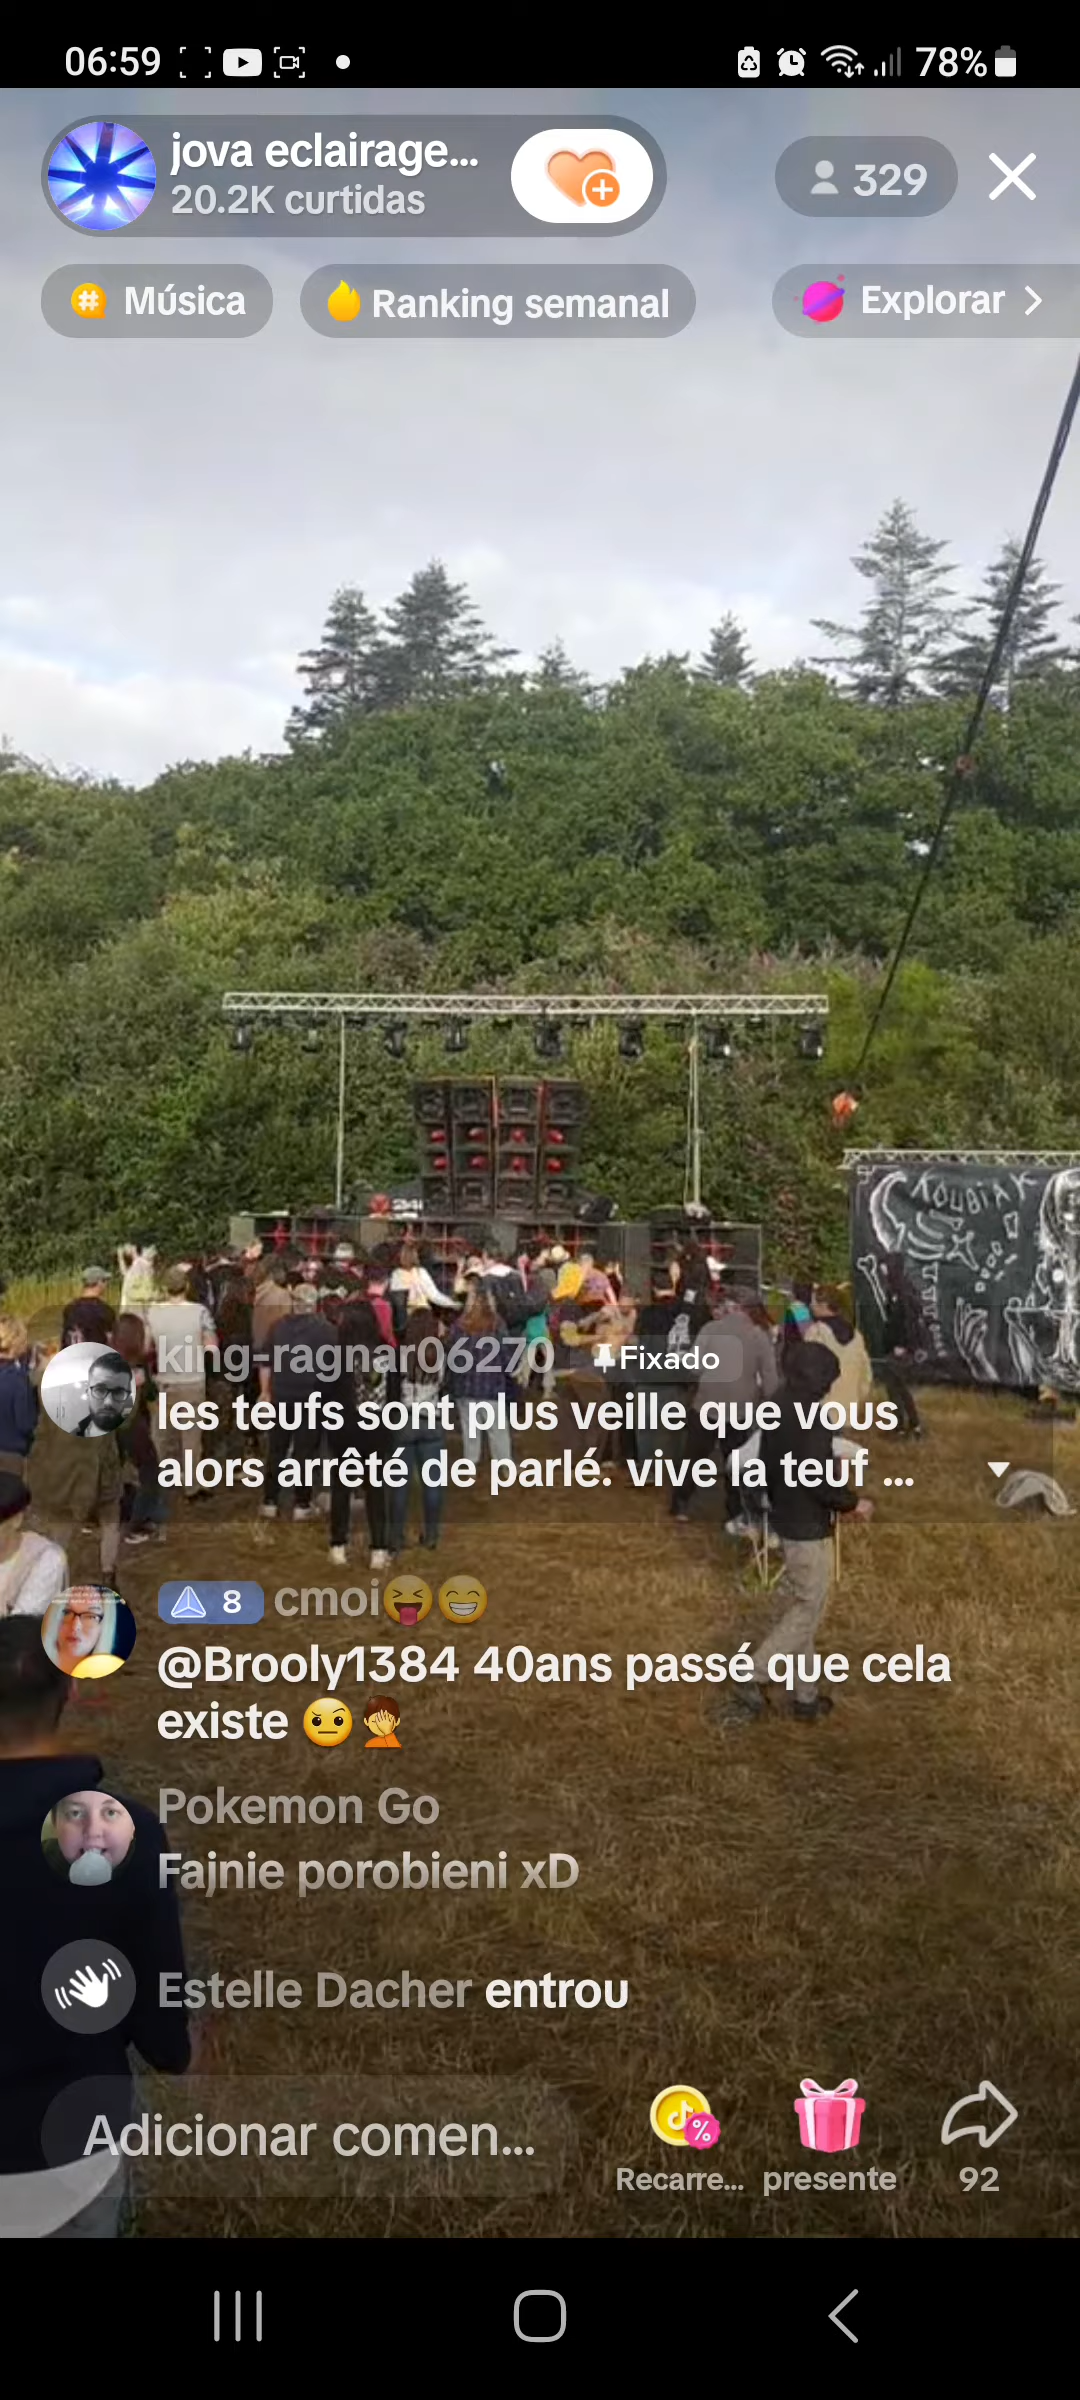 06:59
78%
jova eclairage...
20.2K curtidas
329
Música
Ranking semanal
Explorar
king-ragnar06270 Fixado
les teufs sont plus veille que vous
alors arrêté de parlé. vive la teuf ...
8 cmoi😝😁
@Brooly1384 40ans passé que cela
existe 🤨🤦
Pokemon Go
Fajnie porobieni xD
Estelle Dacher entrou
Adicionar comen...
Recarre...
presente
92